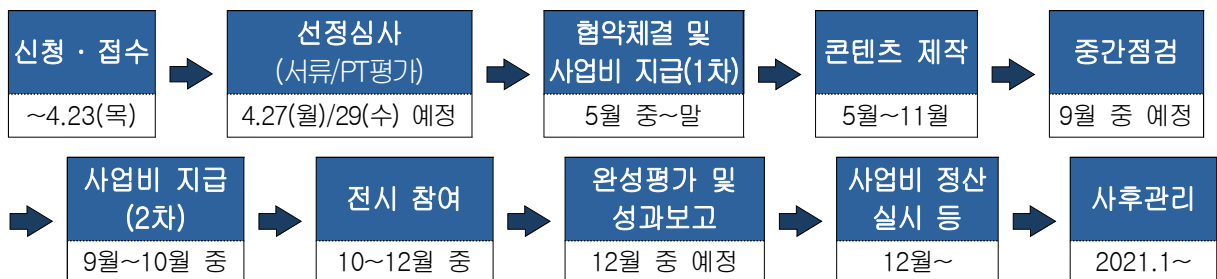 신청 · 접수
~4.23(목)
선정심사
(서류/PT평가)
4.27(월)/29(수) 예정
협약체결 및
사업비 지급(1차)
5월 중~말
콘텐츠 제작
5월~11월
중간점검
9월 중 예정
사업비 지급
(2차)
9월~10월 중
전시 참여
10~12월 중
완성평가 및
성과보고
12월 중 예정
사업비 정산
실시 등
12월~
사후관리
2021.1~